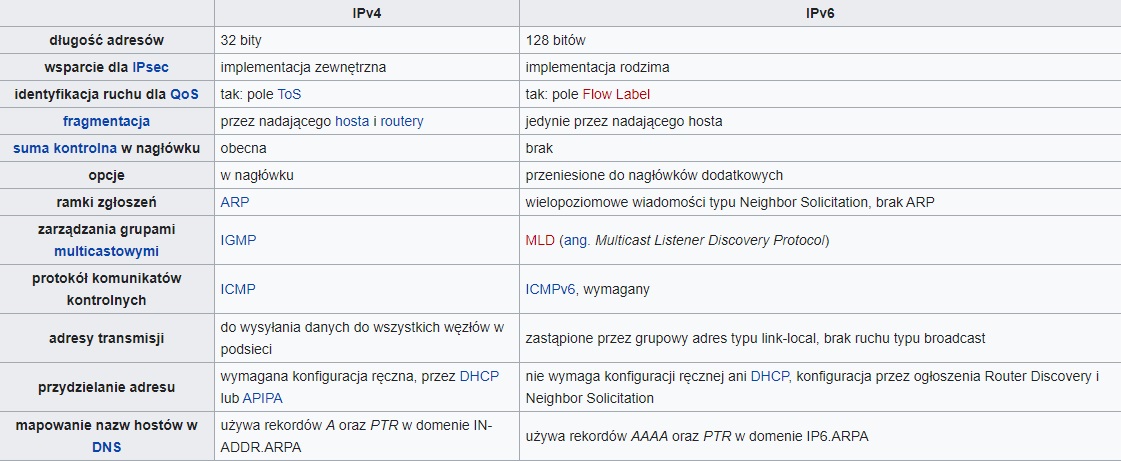 IPv4 IPv6
długość adresów 32 bity 128 bitów
wsparcie dla IPsec implementacja zewnętrzna implementacja rodzima
identyfikacja ruchu dla QoS tak: pole ToS tak: pole Flow Label
fragmentacja przez nadającego hosta i routery jedynie przez nadającego hosta
suma kontrolna w nagłówku obecna brak
opcje w nagłówku przeniesione do nagłówków dodatkowych
ramki zgłoszeń ARP wielopoziomowe wiadomości typu Neighbor Solicitation, brak ARP
zarządzania grupami
multicastowymi
IGMP
MLD (ang. Multicast Listener Discovery Protocol)
protokół komunikatów
kontrolnych
ICMP
ICMPv6, wymagany
adresy transmisji
do wysyłania danych do wszystkich węzłów w
podsieci
zastąpione przez grupowy adres typu link-local, brak ruchu typu broadcast
przydzielanie adresu
wymagana konfiguracja ręczna, przez DHCP
lub APIPA
nie wymaga konfiguracji ręcznej ani DHCP, konfiguracja przez ogłoszenia Router Discovery i
Neighbor Solicitation
mapowanie nazw hostów w
DNS
używa rekordów A oraz PTR w domenie IN-
ADDR.ARPA
używa rekordów AAAA oraz PTR w domenie IP6.ARPA